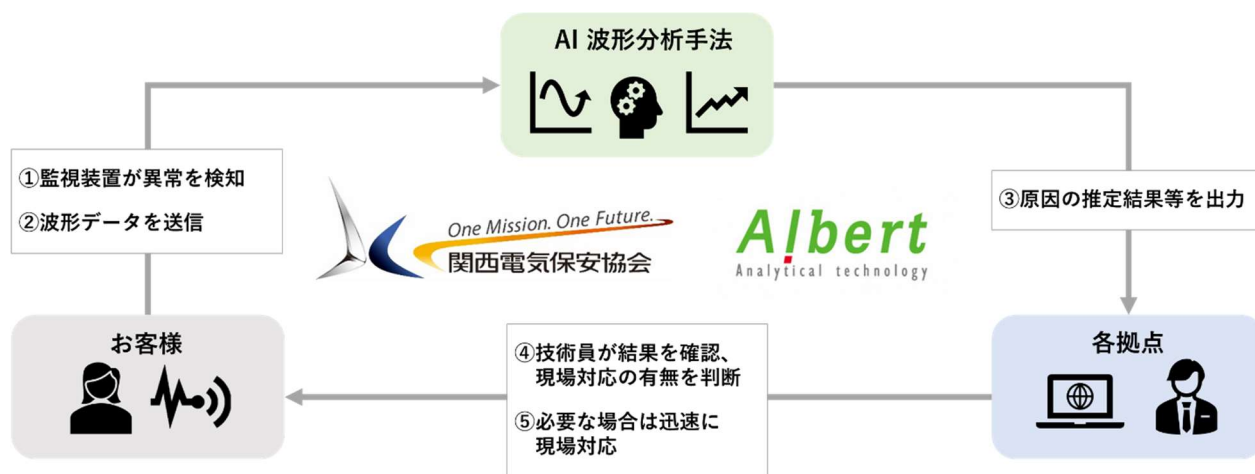 AI 波形分析手法
①監視装置が異常を検知
②波形データを送信
③原因の推定結果等を出力
One Mission. One Future.
関西電気保安協会
Albert
Analytical technology
お客様
④技術員が結果を確認、
現場対応の有無を判断
⑤必要な場合は迅速に
現場対応
各拠点